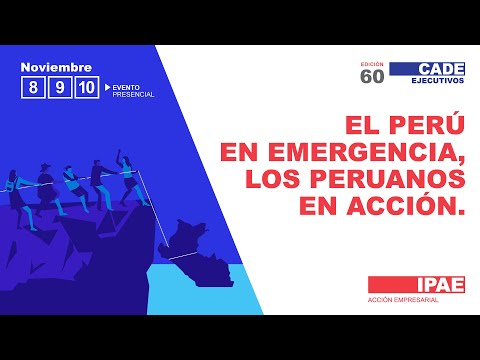 Noviembre
8 9 10
EVENTO
PRESENCIAL
EDICIÓN
60
CADE
EJECUTIVOS
EL PERÚ
EN EMERGENCIA,
LOS PERUANOS
EN ACCIÓN.
IPAE
ACCIÓN EMPRESARIAL